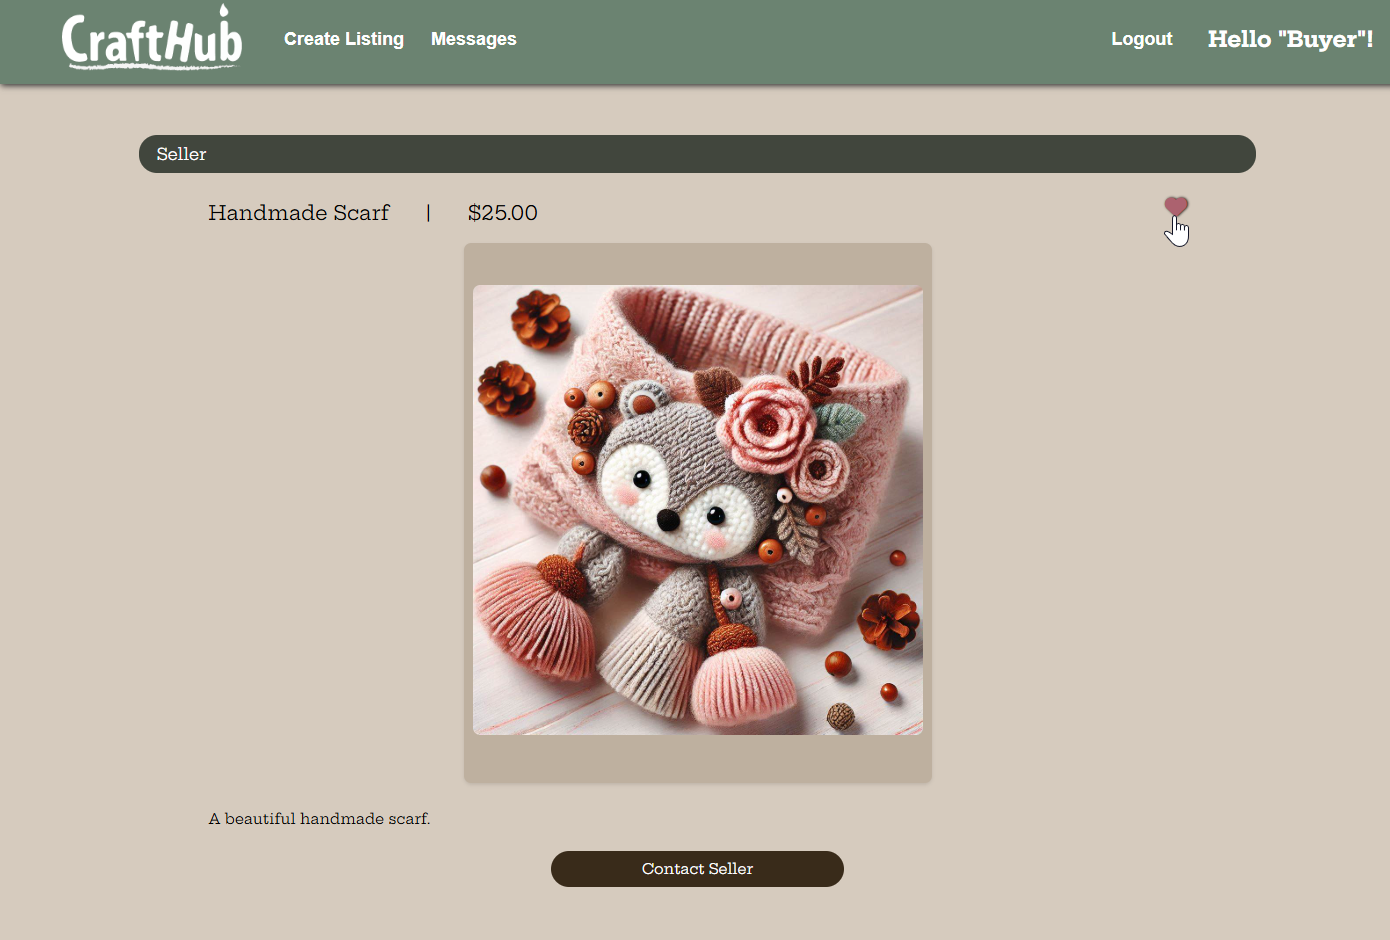 CraftHub
Create Listing
Messages
Logout
Hello "Buyer"!
Seller
Handmade Scarf | $25.00
A beautiful handmade scarf.
Contact Seller